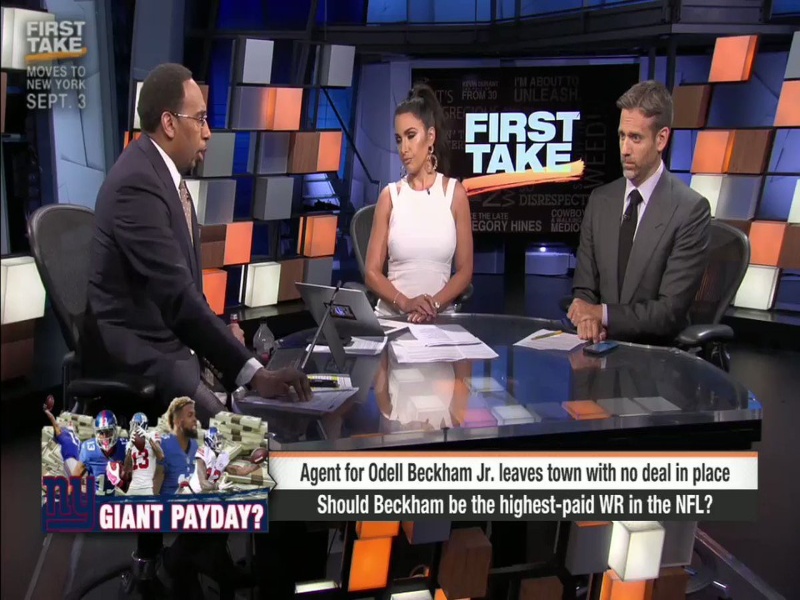 FIRST
TAKE
MOVES TO
NEW YORK
SEPT. 3
FROM 30
I'M ABOUT TO
UNLEASH
FIRST
TAKE
DISRESPECT
THE LATE
GREGORY HINES
COWBOY
MEDIOC
NY
GIANT PAYDAY?
Agent for Odell Beckham Jr. leaves town with no deal in place
Should Beckham be the highest-paid WR in the NFL?